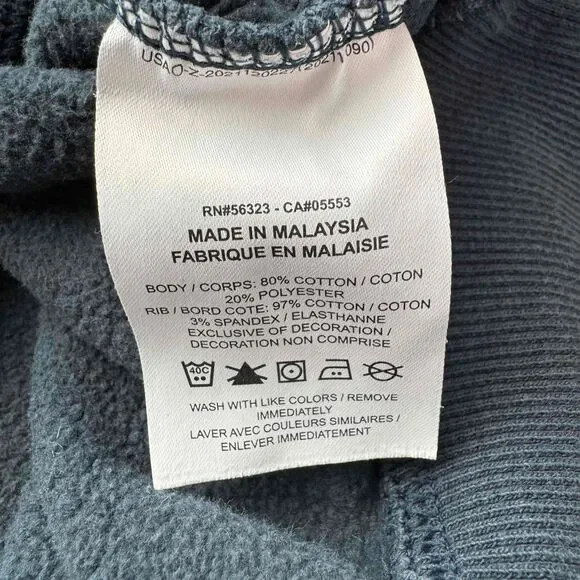 RN#56323 - CA#05553
MADE IN MALAYSIA
FABRIQUE EN MALAISIE
BODY / CORPS: 80% COTTON / COTON
20% POLYESTER
RIB / BORD COTE: 97% COTTON / COTON
3% SPANDEX / ELASTHANNE
EXCLUSIVE OF DECORATION /
DECORATION NON COMPRISE
40C
WASH WITH LIKE COLORS / REMOVE
IMMEDIATELY
LAVER AVEC COULEURS SIMILAIRES /
ENLEVER IMMEDIATEMENT